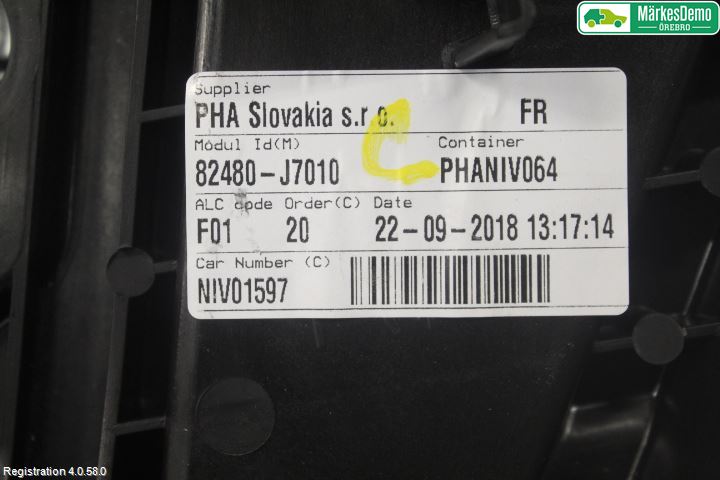 MärkesDemo
ÖREBRO
Supplier
PHA Slovakia s.r.o. FR
Modul Id(M) Container
82480-J7010 PHANIV064
C
ALC code Order(C) Date
F01 20 22-09-2018 13:17:14
Car Number (C)
NIV01597
Registration 4.0.58.0